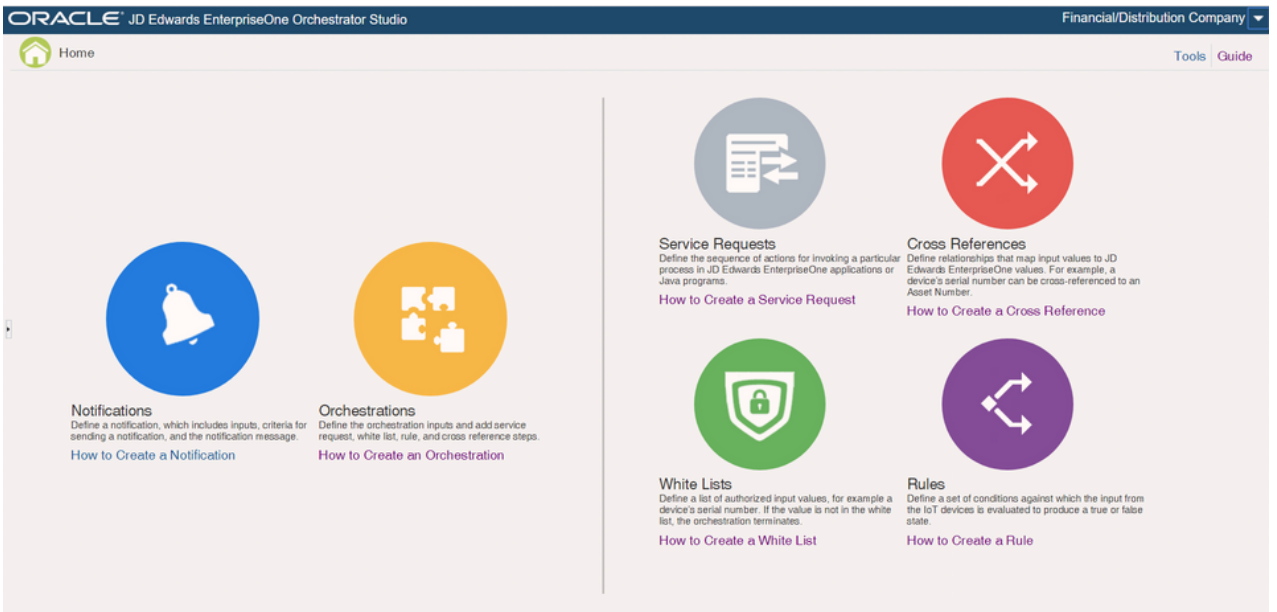 ORACLE® JD Edwards EnterpriseOne Orchestrator Studio
Financial/Distribution Company
Home
Tools
Guide
Notifications
Define a notification, which includes inputs, criteria for
sending a notification, and the notification message.
How to Create a Notification
Orchestrations
Define the orchestration inputs and add service
request, white list, rule, and cross reference steps.
How to Create an Orchestration
Service Requests
Define the sequence of actions for invoking a particular
process in JD Edwards EnterpriseOne applications or
Java programs.
How to Create a Service Request
Cross References
Define relationships that map input values to JD
Edwards EnterpriseOne values. For example, a
device's serial number can be cross-referenced to an
Asset Number.
How to Create a Cross Reference
White Lists
Define a list of authorized input values, for example a
device's serial number. If the value is not in the white
list, the orchestration terminates.
How to Create a White List
Rules
Define a set of conditions against which the input from
the IoT devices is evaluated to produce a true or false
state.
How to Create a Rule